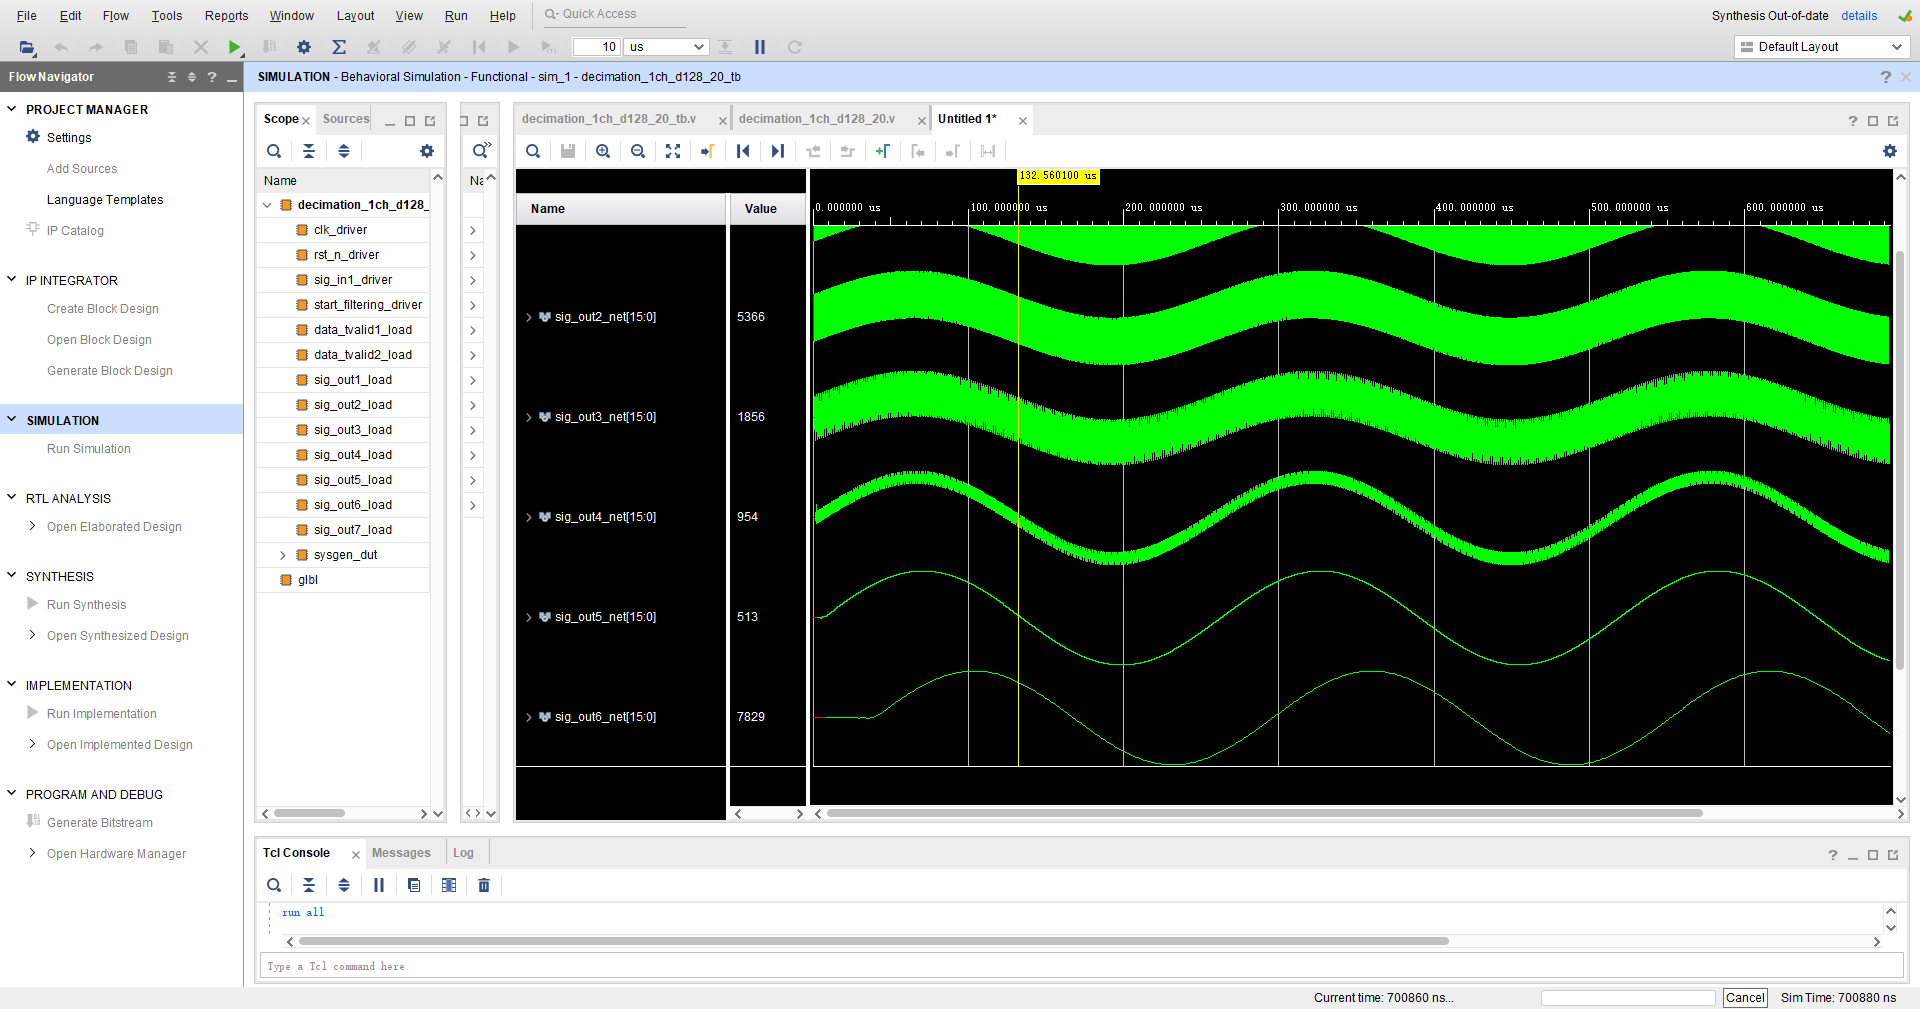 File Edit Flow Tools Reports Window Layout View Run Help Quick Access
Synthesis Out-of-date details
10 us
Default Layout
Flow Navigator
SIMULATION - Behavioral Simulation - Functional - sim_1 - decimation_1ch_d128_20_tb
PROJECT MANAGER
Settings
Add Sources
Language Templates
IP Catalog
IP INTEGRATOR
Create Block Design
Open Block Design
Generate Block Design
SIMULATION
Run Simulation
RTL ANALYSIS
Open Elaborated Design
SYNTHESIS
Run Synthesis
Open Synthesized Design
IMPLEMENTATION
Run Implementation
Open Implemented Design
PROGRAM AND DEBUG
Generate Bitstream
Open Hardware Manager
Scope Sources
Name
decimation_1ch_d128_
clk_driver
rst_n_driver
sig_in1_driver
start_filtering_driver
data_tvalid1_load
data_tvalid2_load
sig_out1_load
sig_out2_load
sig_out3_load
sig_out4_load
sig_out5_load
sig_out6_load
sig_out7_load
sysgen_dut
glbl
decimation_1ch_d128_20_tb.v decimation_1ch_d128_20.v Untitled 1*
132.560100 us
Name Value
0.000000 us 100.000000 us 200.000000 us 300.000000 us 400.000000 us 500.000000 us 600.000000 us
sig_out2_net[15:0] 5366
sig_out3_net[15:0] 1856
sig_out4_net[15:0] 954
sig_out5_net[15:0] 513
sig_out6_net[15:0] 7829
Tcl Console Messages Log
run all
Type a Tcl command here
Current time: 700860 ns... Cancel Sim Time: 700880 ns